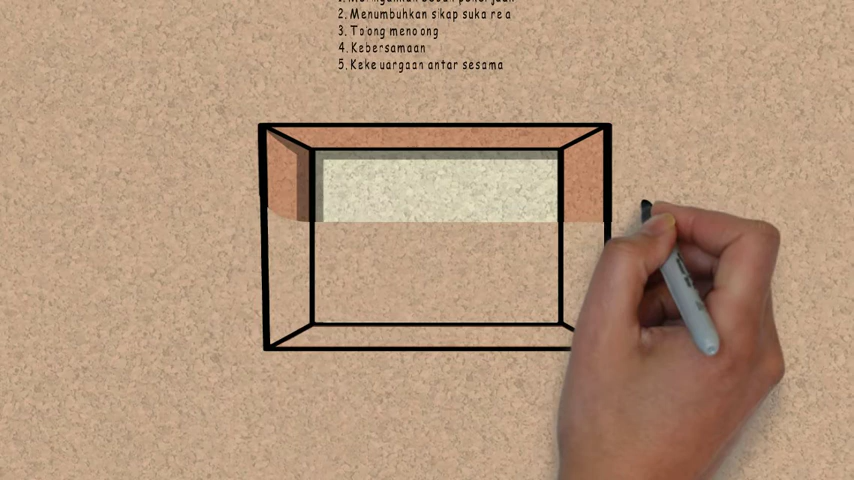 2. Menumbuhkan sikap suka re a
3. To ong meno ong
4. Kebersamaan
5. Keke uargaan antar sesama